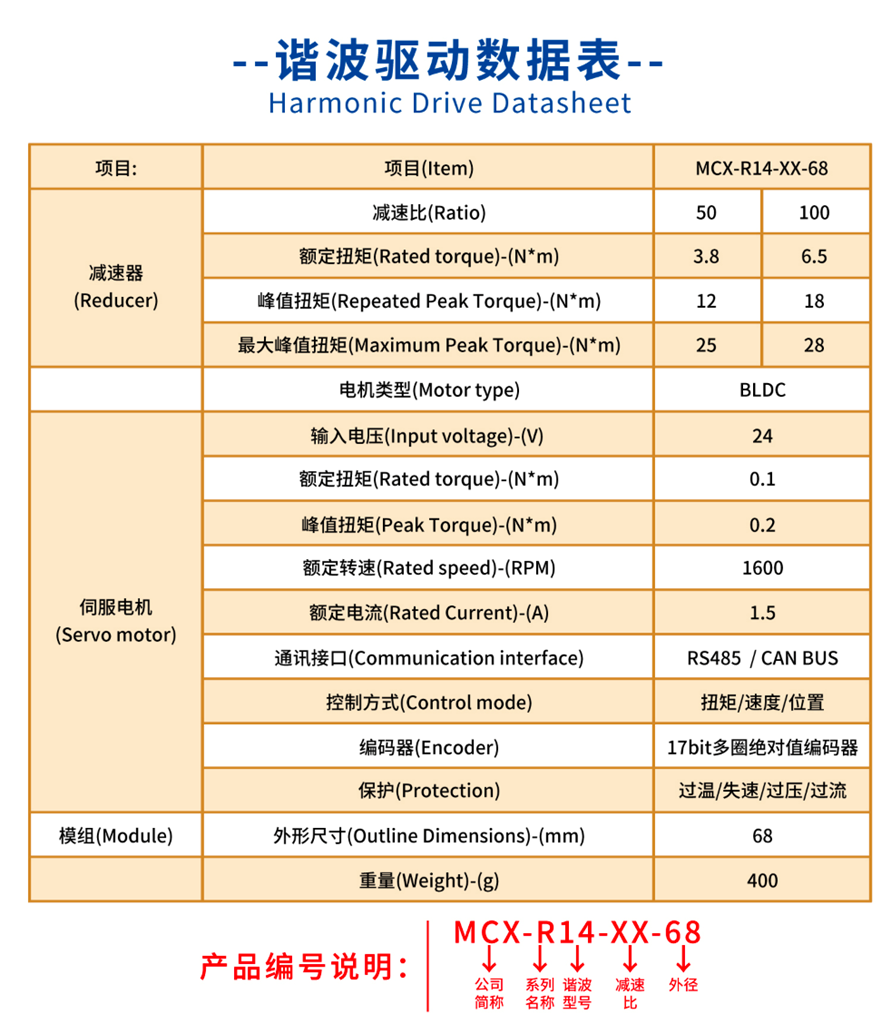 --谐波驱动数据表--
Harmonic Drive Datasheet
项目: 项目(Item) MCX-R14-XX-68
减速器
(Reducer)
减速比(Ratio) 50 100
额定扭矩(Rated torque)-(N*m) 3.8 6.5
峰值扭矩(Repeated Peak Torque)-(N*m) 12 18
最大峰值扭矩(Maximum Peak Torque)-(N*m) 25 28
电机类型(Motor type) BLDC
伺服电机
(Servo motor)
输入电压(Input voltage)-(V) 24
额定扭矩(Rated torque)-(N*m) 0.1
峰值扭矩(Peak Torque)-(N*m) 0.2
额定转速(Rated speed)-(RPM) 1600
额定电流(Rated Current)-(A) 1.5
通讯接口(Communication interface) RS485 / CAN BUS
控制方式(Control mode) 扭矩/速度/位置
编码器(Encoder) 17bit多圈绝对值编码器
保护(Protection) 过温/失速/过压/过流
模组(Module) 外形尺寸(Outline Dimensions)-(mm) 68
重量(Weight)-(g) 400
产品编号说明:
MCX-R14-XX-68
公司 系列 谐波 减速 外径
简称 名称 型号 比